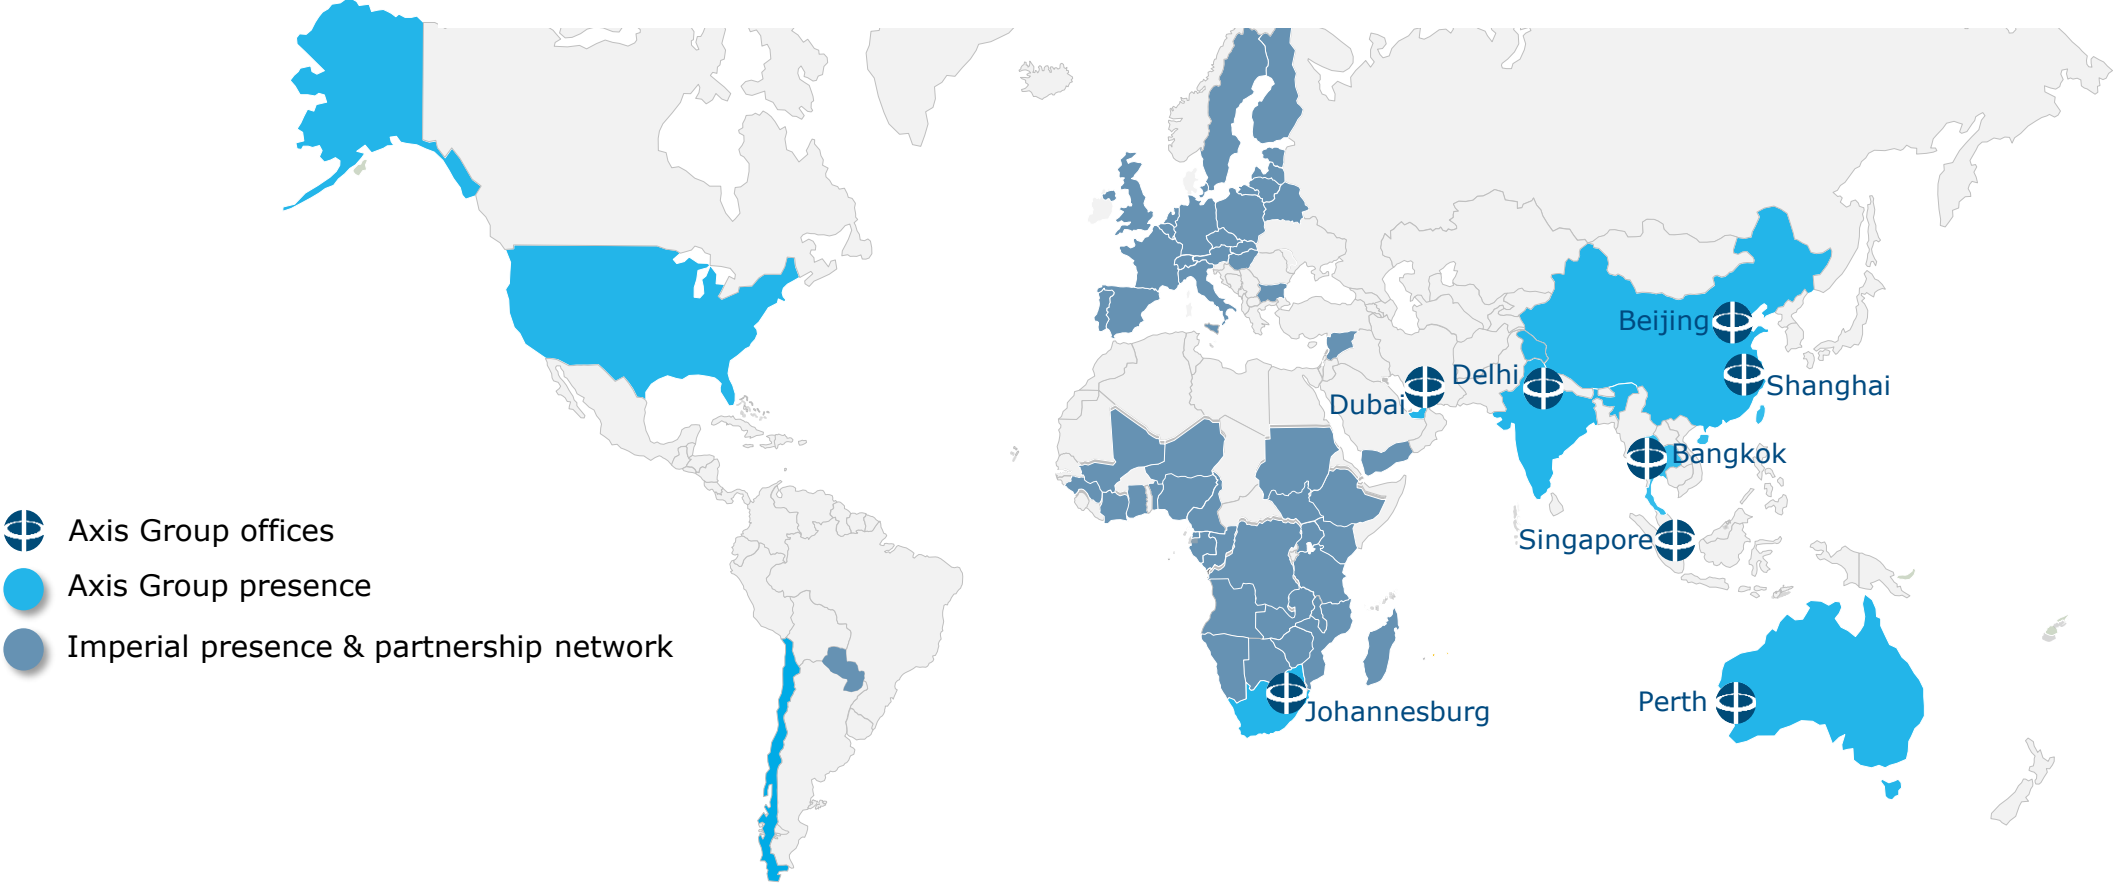 Beijing
Delhi
Shanghai
Dubai
Bangkok
Axis Group offices
Singapore
Axis Group presence
Imperial presence & partnership network
Perth
Johannesburg